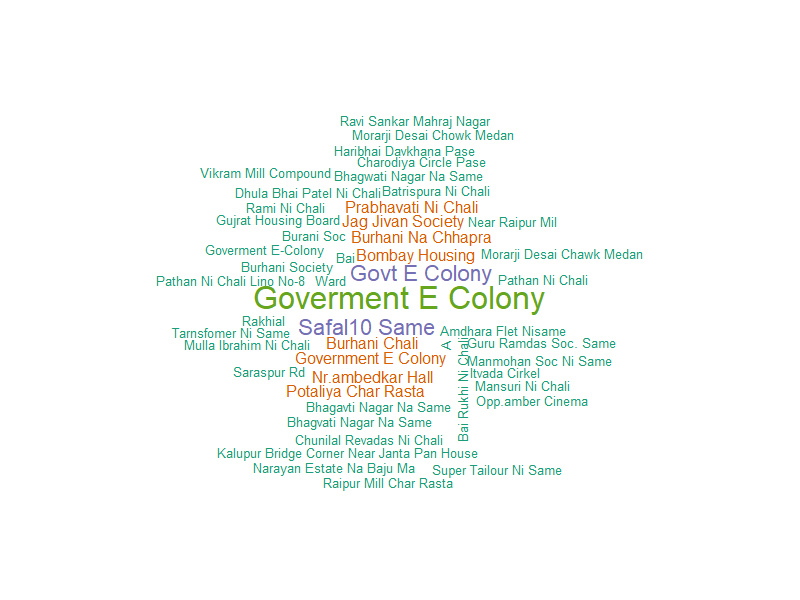 Ravi Sankar Mahraj Nagar
Morarji Desai Chowk Medan
Haribhai Davkhana Pase
Charodiya Circle Pase
Vikram Mill Compound
Bhagwati Nagar Na Same
Dhula Bhai Patel Ni Chali
Batrispura Ni Chali
Rami Ni Chali
Prabhavati Ni Chali
Gujrat Housing Board
Jag Jivan Society
Near Raipur Mil
Burani Soc
Burhani Na Chhapra
Goverment E-Colony
Bai
Bombay Housing
Morarji Desai Chawk Medan
Burhani Society
Govt E Colony
Pathan Ni Chali Lino No-8
Ward
Pathan Ni Chali
Goverment E Colony
Rakhial
Safal10 Same
Tarnsfomer Ni Same
Amdhara Flet Nisame
Mulla Ibrahim Ni Chali
Burhani Chali
A
Guru Ramdas Soc. Same
Government E Colony
Manmohan Soc Ni Same
Saraspur Rd
Nr.ambedkar Hall
Bai Rukhi Ni Chali
Itvada Cirkel
Potaliya Char Rasta
Mansuri Ni Chali
Opp.amber Cinema
Bhagavti Nagar Na Same
Bhagvati Nagar Na Same
Chunilal Revadas Ni Chali
Kalupur Bridge Corner Near Janta Pan House
Narayan Estate Na Baju Ma
Super Tailour Ni Same
Raipur Mill Char Rasta